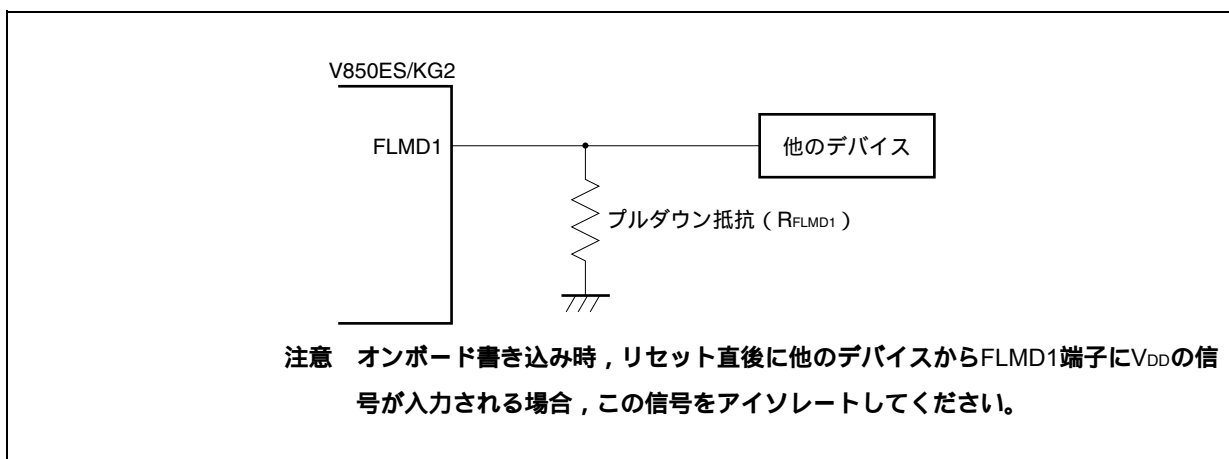 V850ES/KG2
FLMD1
他のデバイス
プルダウン抵抗（RFLMD1）
注意　オンボード書き込み時，リセット直後に他のデバイスからFLMD1端子にVDDの信
号が入力される場合，この信号をアイソレートしてください。